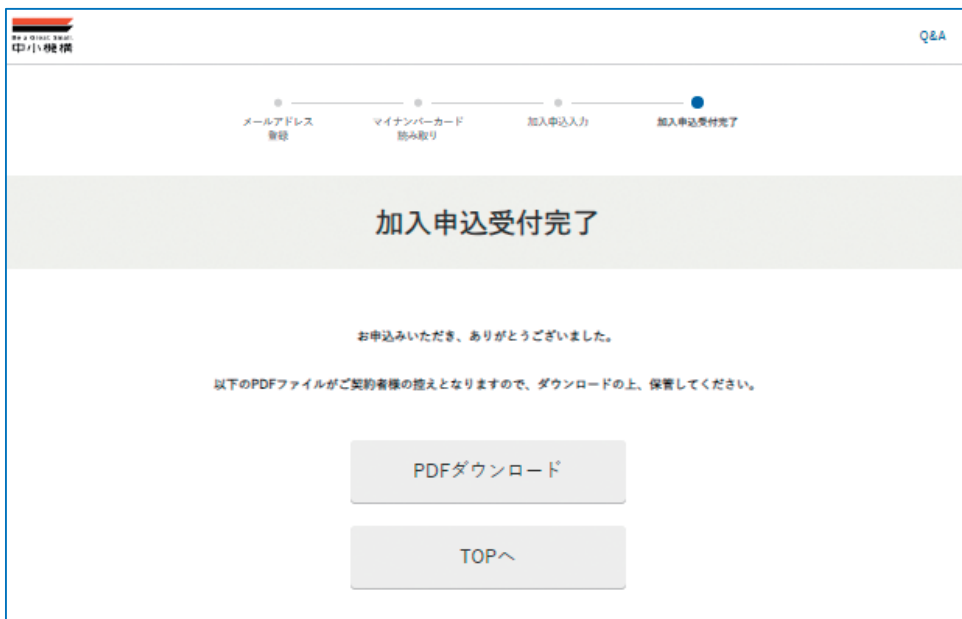 Be a Great Small.
中小機構
Q&A
メールアドレス
登録
マイナンバーカード
読み取り
加入申込入力
加入申込受付完了
加入申込受付完了
お申込みいただき、ありがとうございました。
以下のPDFファイルがご契約者様の控えとなりますので、ダウンロードの上、保管してください。
PDFダウンロード
TOPへ